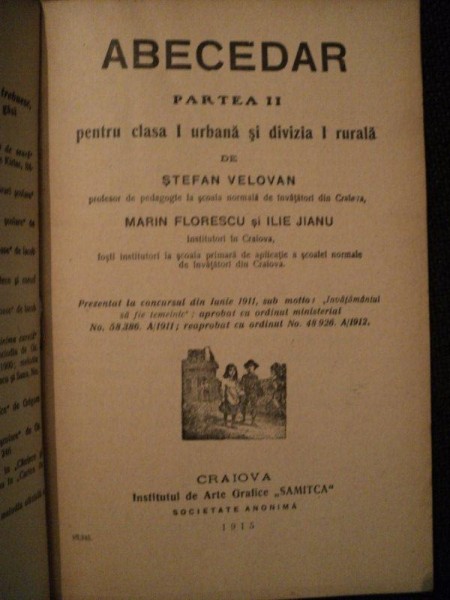 ABECEDAR
PARTEA II
pentru clasa I urbană și divizia I rurală
DE
ȘTEFAN VELOVAN
profesor de pedagogie la școala normală de învățători din Craiova,
MARIN FLORESCU și ILIE JIANU
Institutori în Craiova,
foști institutori la școala primară de aplicație a școalei normale
de învățători din Craiova.
Prezentat la concursul din Iunie 1911, sub motto: „Învățământul
să fie temeinic“; aprobat cu ordinul ministerial
No. 58.386. A/1911; reaprobat cu ordinul No. 48926. A/1912.
CRAIOVA
Institutul de Arte Grafice „SAMITCA“
SOCIETATE ANONIMĂ
1915